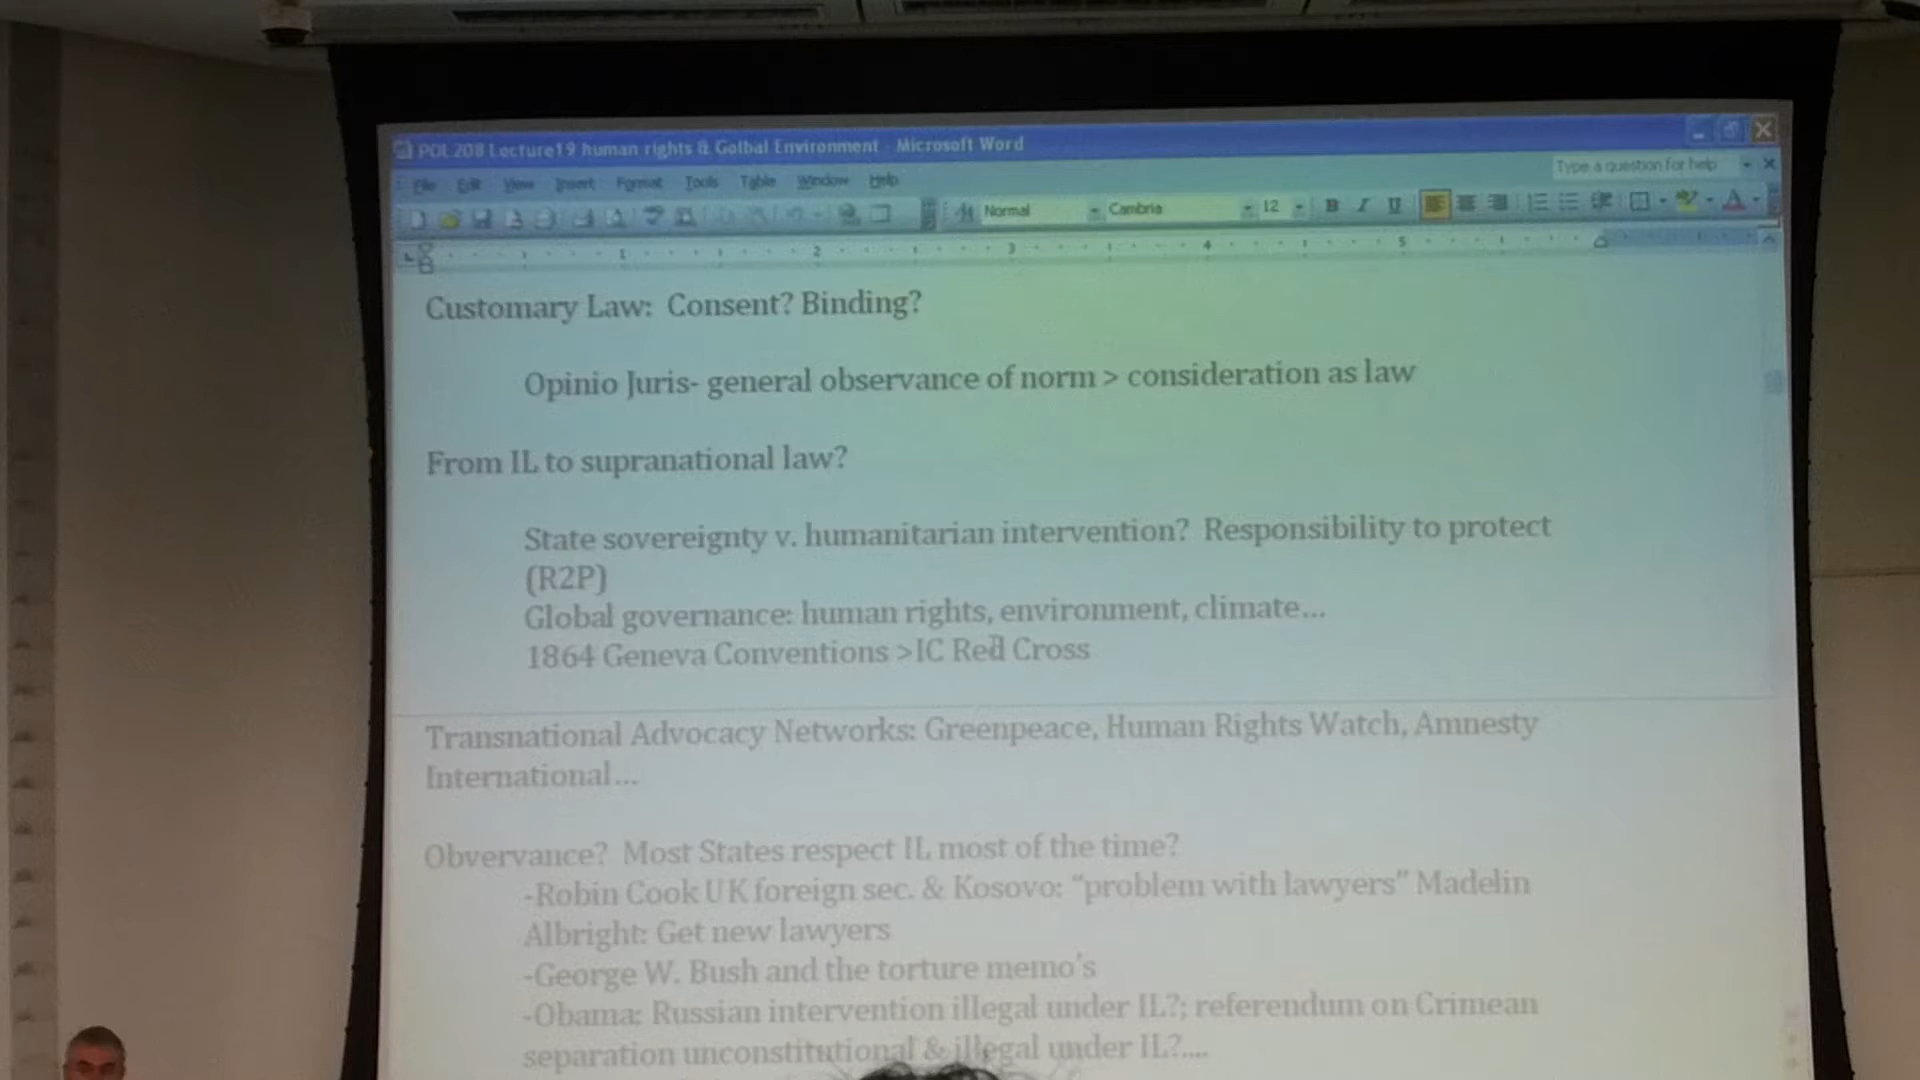 POL 208 Lecture19 human rights & Golbal Environment - Microsoft Word
Type a question for help
File Edit View Insert Format Tools Table Window Help
Normal Cambria 12 B I U
1 2 3 4 5
Customary Law: Consent? Binding?
Opinio Juris- general observance of norm > consideration as law
From IL to supranational law?
State sovereignty v. humanitarian intervention? Responsibility to protect
(R2P)
Global governance: human rights, environment, climate...
1864 Geneva Conventions >IC Red Cross
Transnational Advocacy Networks: Greenpeace, Human Rights Watch, Amnesty
International...
Obvervance? Most States respect IL most of the time?
-Robin Cook UK foreign sec. & Kosovo: “problem with lawyers” Madelin
Albright: Get new lawyers
-George W. Bush and the torture memo's
-Obama: Russian intervention illegal under IL?; referendum on Crimean
separation unconstitutional & illegal under IL?....